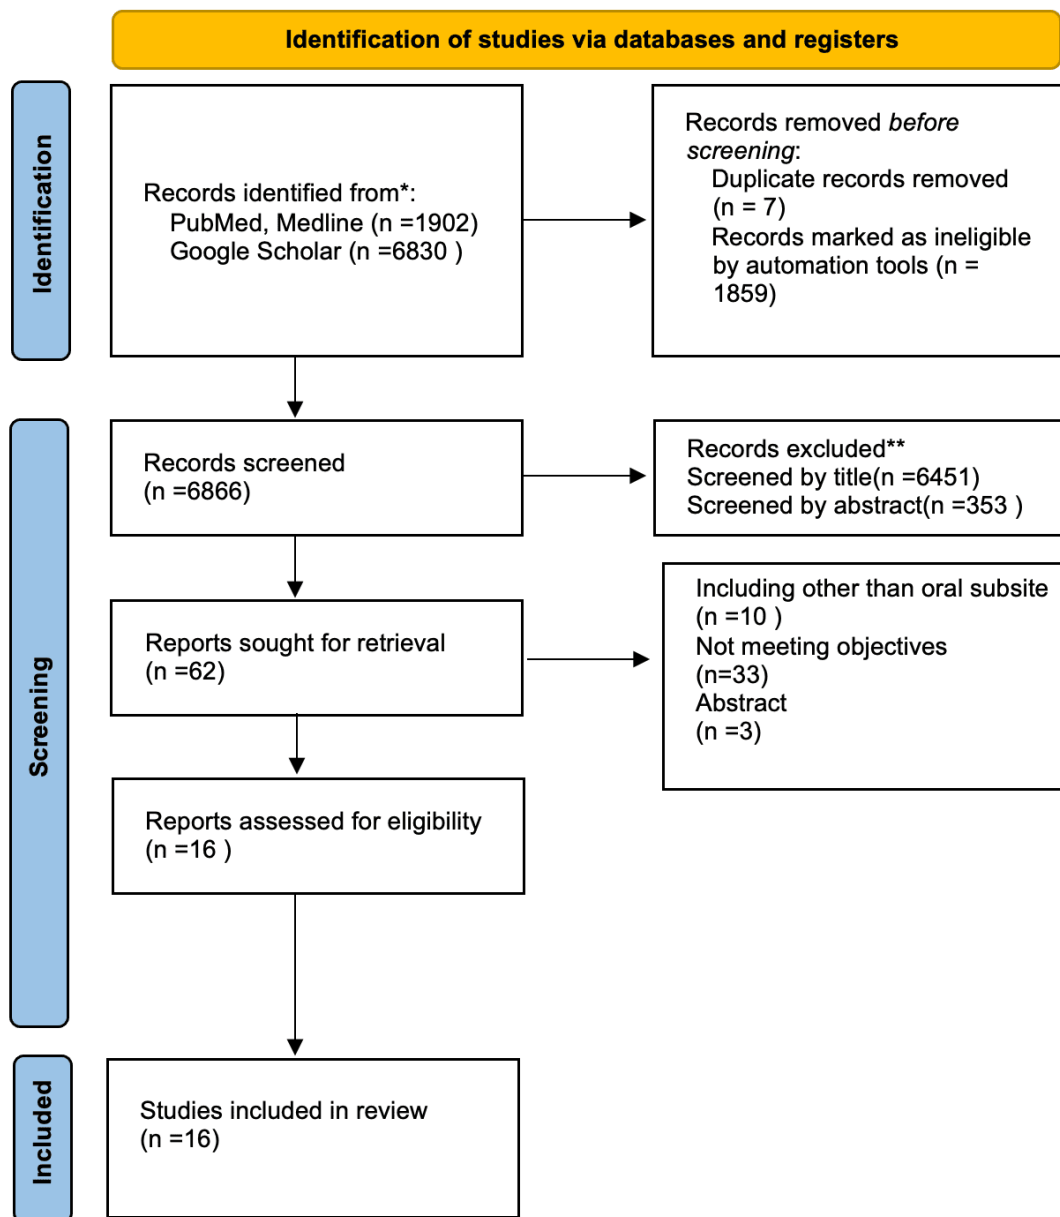 Identification of studies via databases and registers
Identification
Records identified from*:
PubMed, Medline (n =1902)
Google Scholar (n =6830 )
Records removed before
screening:
Duplicate records removed
(n = 7)
Records marked as ineligible
by automation tools (n =
1859)
Screening
Records screened
(n =6866)
Records excluded**
Screened by title(n =6451)
Screened by abstract(n =353 )
Reports sought for retrieval
(n =62)
Including other than oral subsite
(n =10 )
Not meeting objectives
(n=33)
Abstract
(n =3)
Reports assessed for eligibility
(n =16 )
Included
Studies included in review
(n =16)